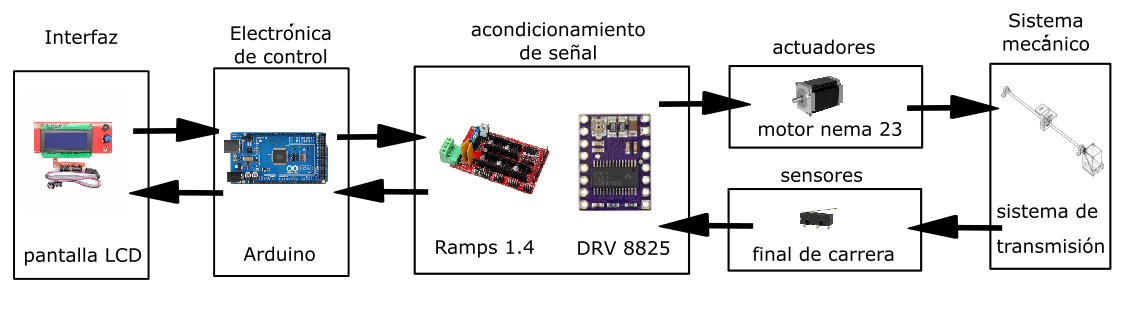 Interfaz
pantalla LCD
Electrónica
de control
Arduino
acondicionamiento
de señal
Ramps 1.4
DRV 8825
actuadores
motor nema 23
sensores
final de carrera
Sistema
mecánico
sistema de
transmisión